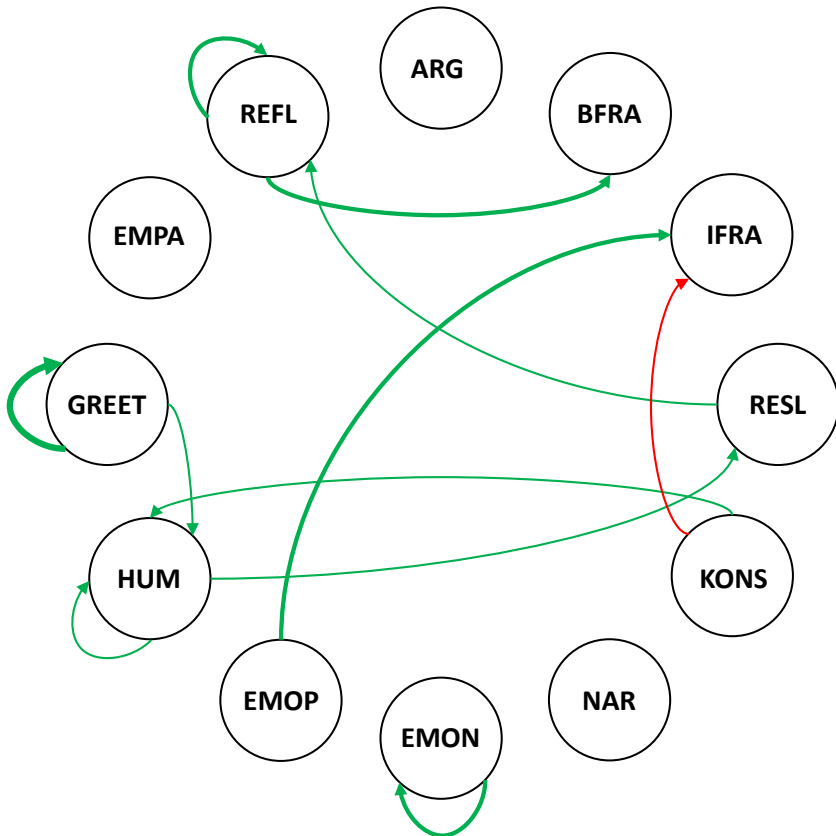 ARG
REFL
BFRA
EMPA
IFRA
GREET
RESL
HUM
KONS
EMOP
NAR
EMON